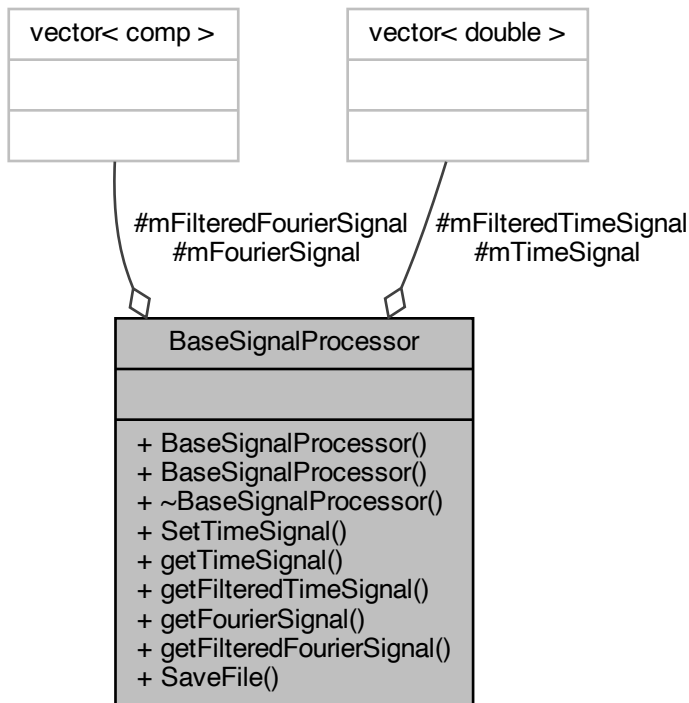 vector< comp >
vector< double >
#mFilteredFourierSignal
#mFourierSignal
#mFilteredTimeSignal
#mTimeSignal
BaseSignalProcessor
+ BaseSignalProcessor()
+ BaseSignalProcessor()
+ ~BaseSignalProcessor()
+ SetTimeSignal()
+ getTimeSignal()
+ getFilteredTimeSignal()
+ getFourierSignal()
+ getFilteredFourierSignal()
+ SaveFile()